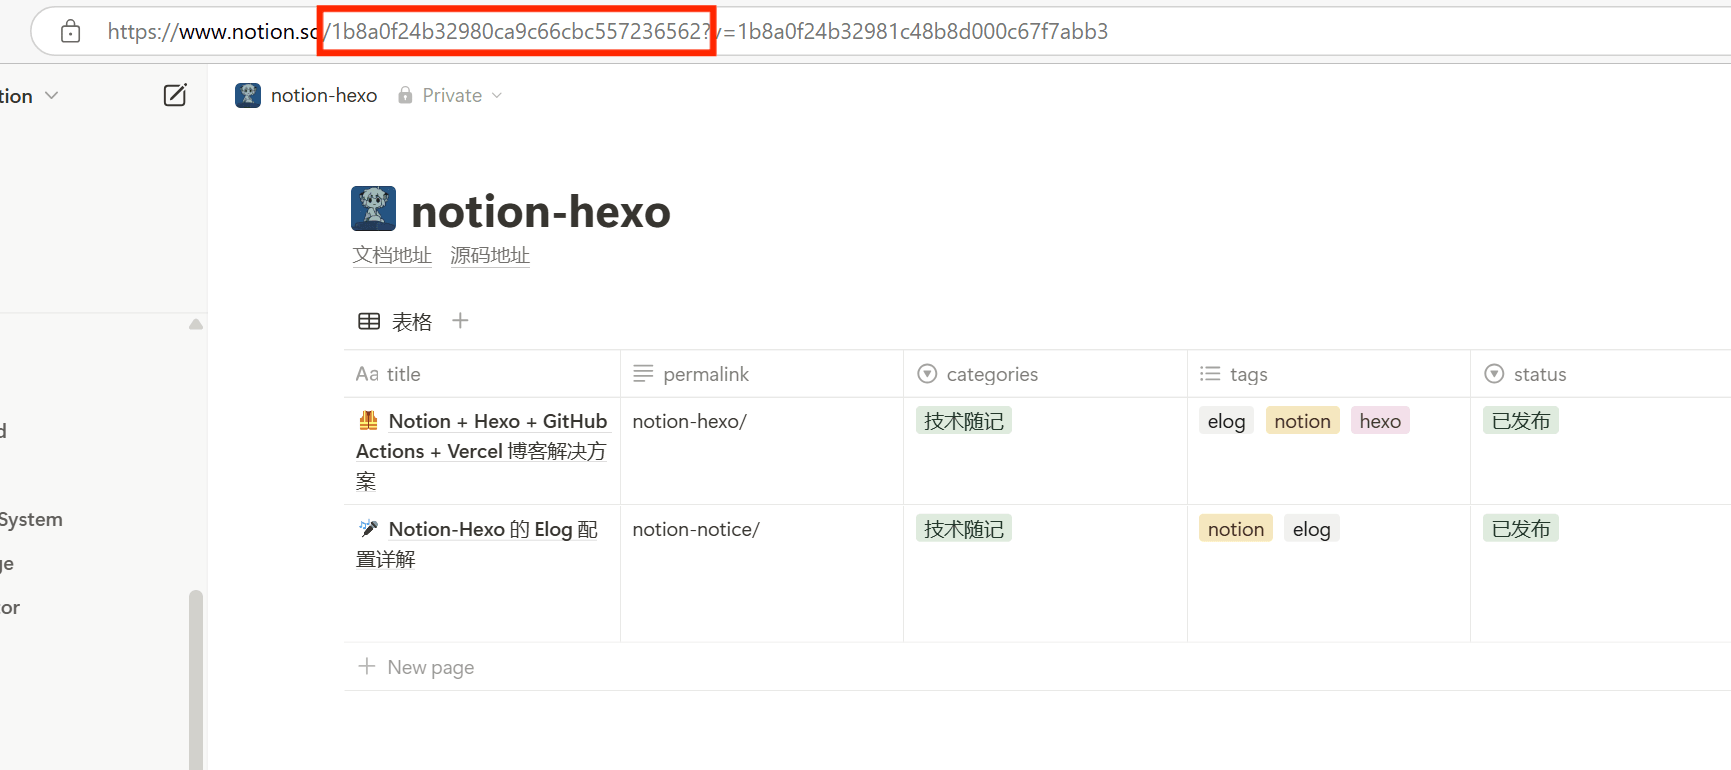 https://www.notion.so/1b8a0f24b32980ca9c66cbc557236562?v=1b8a0f24b32981c48b8d000c67f7abb3
tion
notion-hexo Private
notion-hexo
文档地址 源码地址
表格
Aa title permalink categories tags status
Notion + Hexo + GitHub
Actions + Vercel 博客解决方
案
notion-hexo/ 技术随记 elog notion hexo 已发布
Notion-Hexo 的 Elog 配
置详解
notion-notice/ 技术随记 notion elog 已发布
New page
d
System
ge
tor